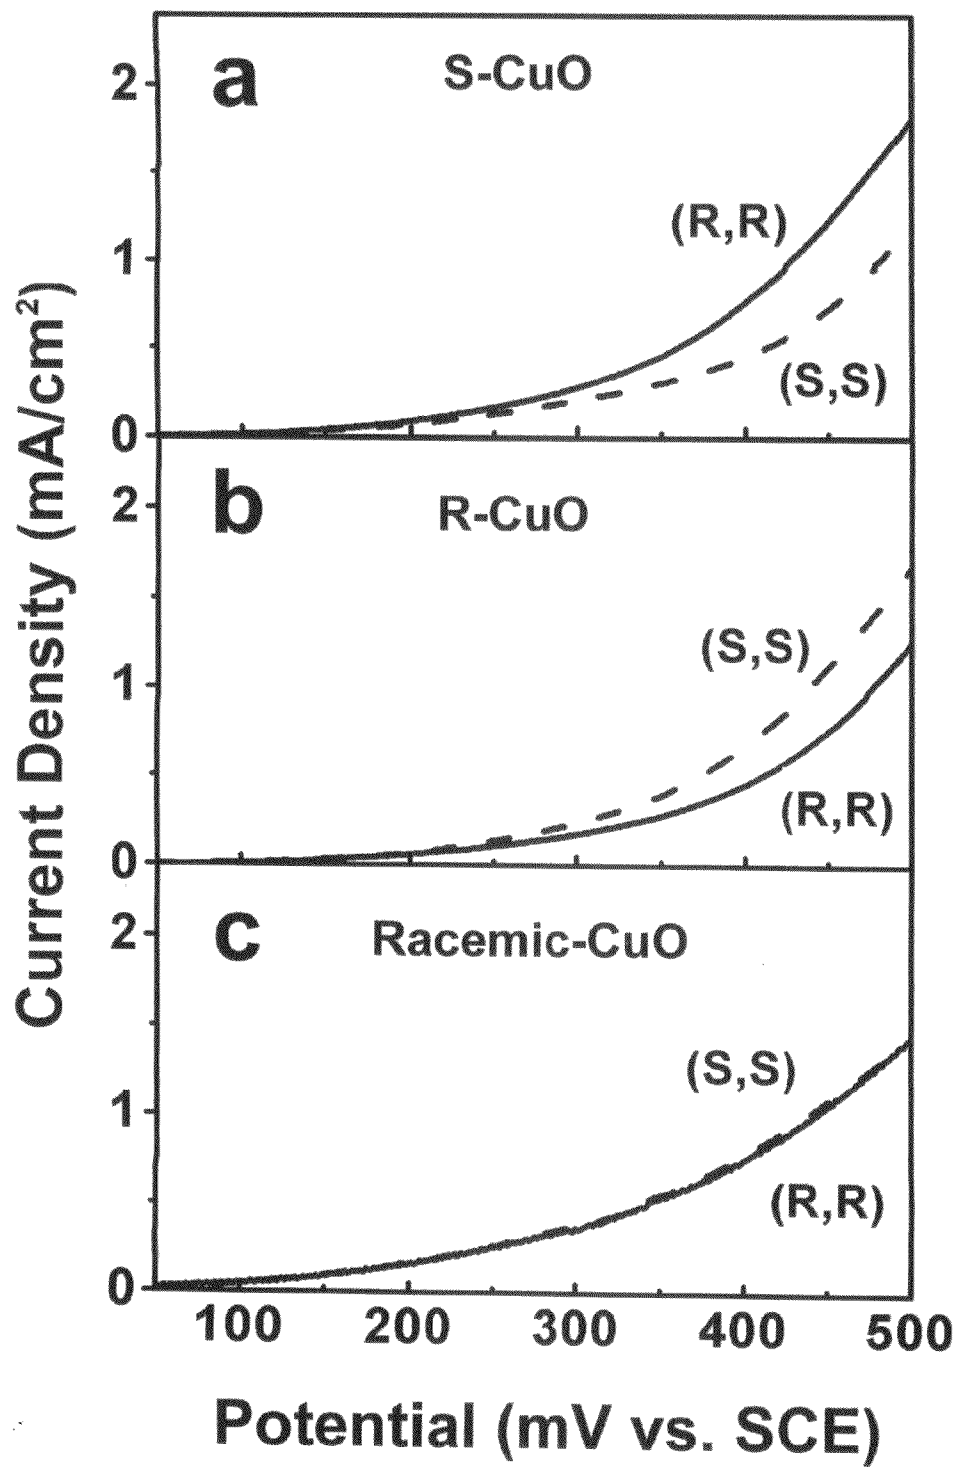 a S-CuO
2
(R,R)
1
(S,S)
0
b R-CuO
2
(S,S)
1
(R,R)
0
c Racemic-CuO
2
(S,S)
1
(R,R)
0
100 200 300 400 500
Potential (mV vs. SCE)
Current Density (mA/cm²)